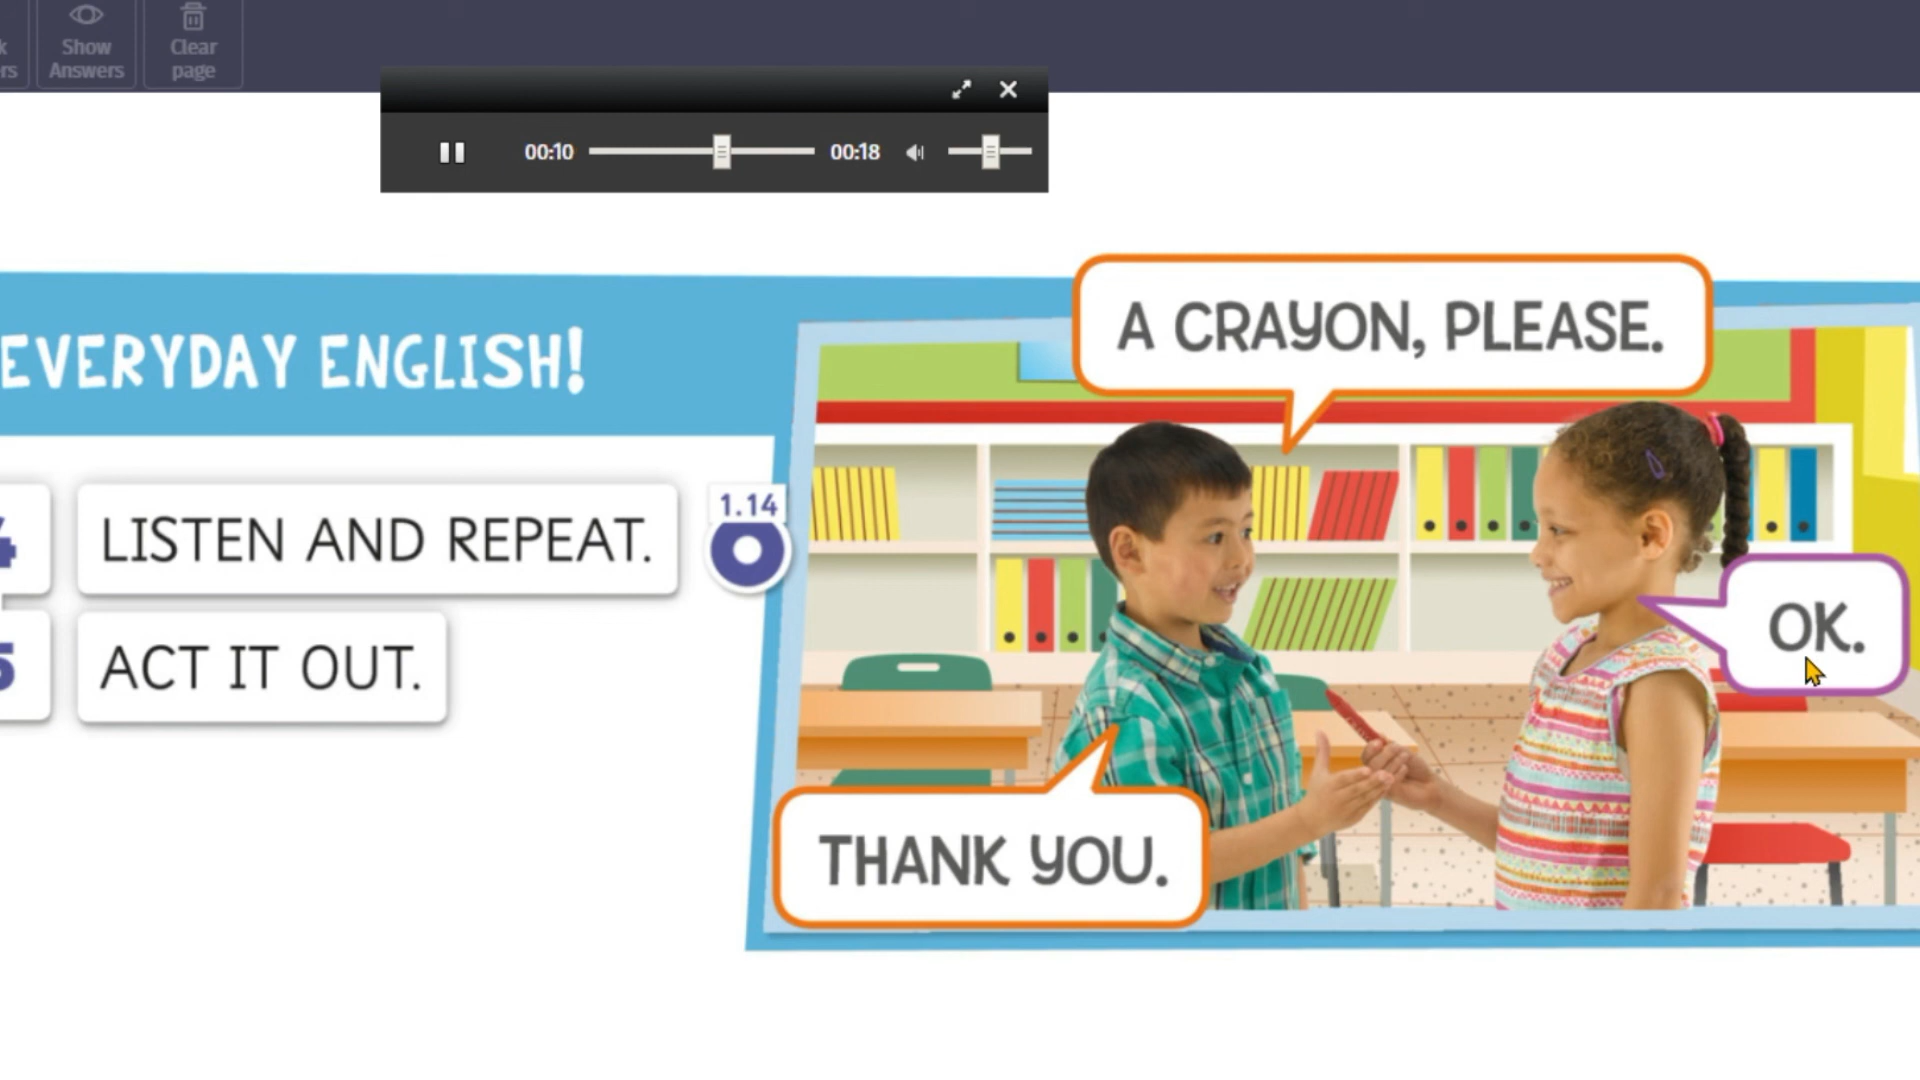 Show
Answers
Clear
page
00:10
00:18
EVERYDAY ENGLISH!
A CRAYON, PLEASE.
LISTEN AND REPEAT.
1.14
OK.
5
ACT IT OUT.
THANK YOU.